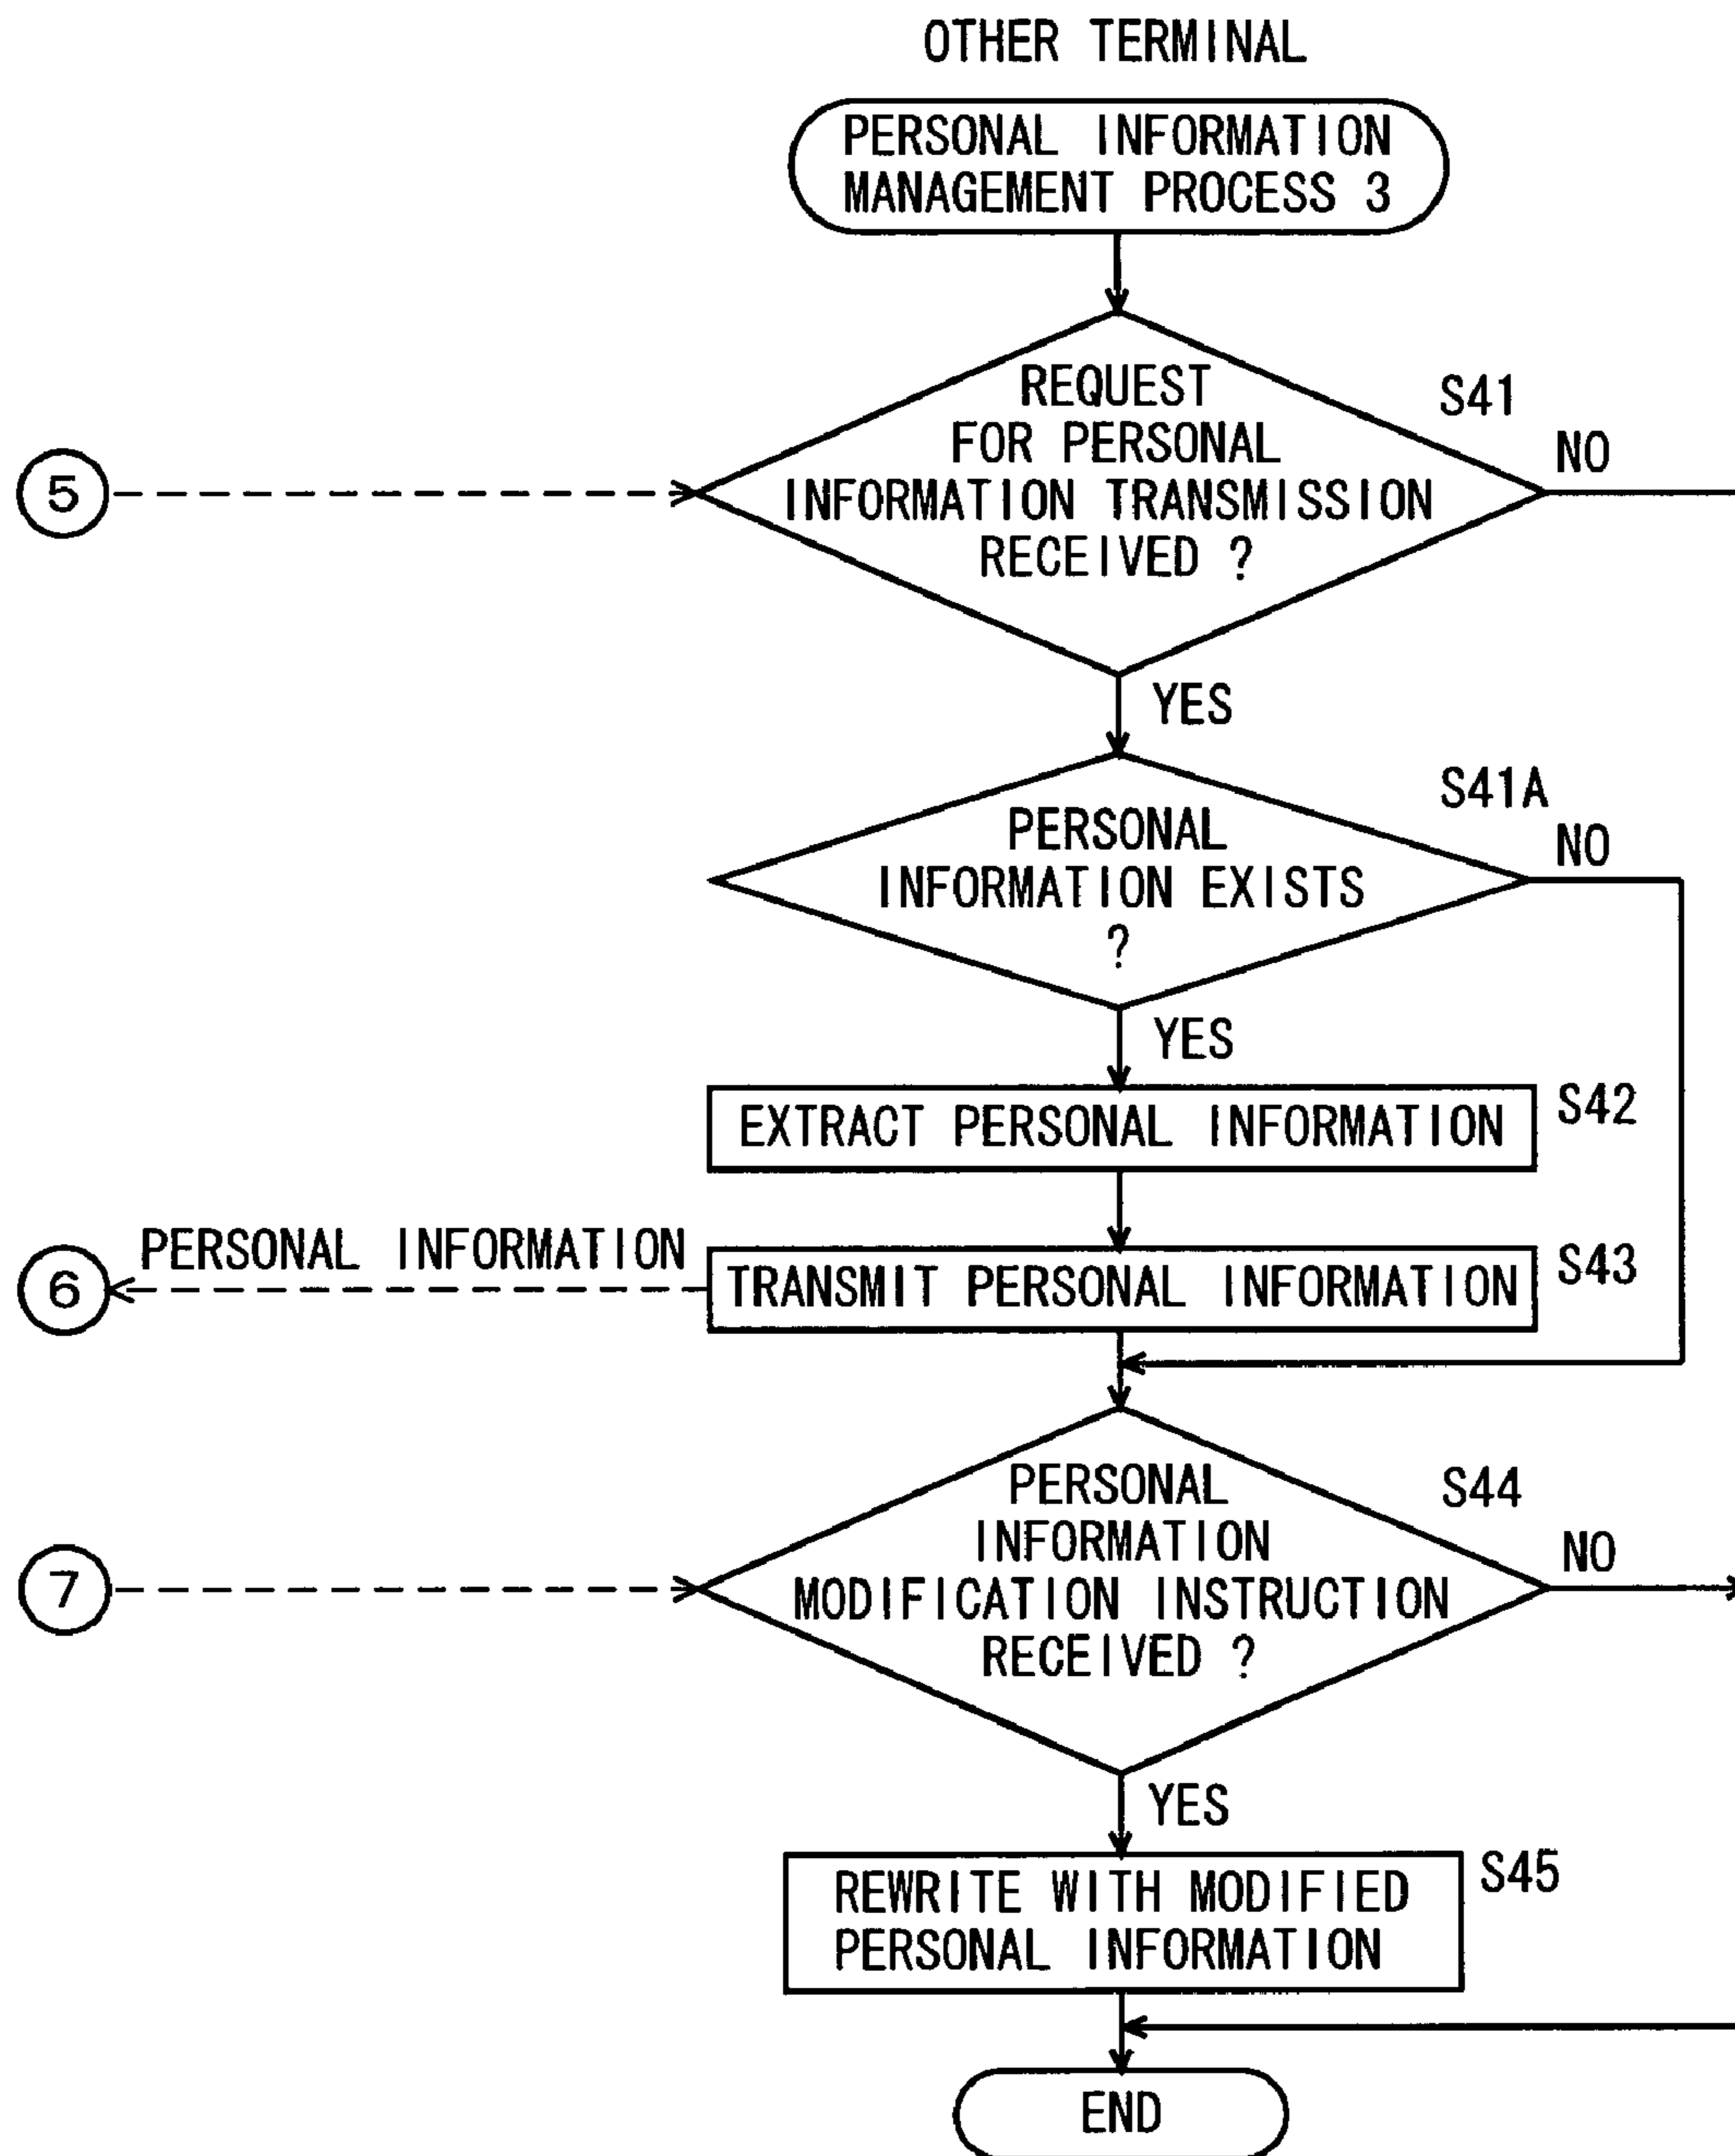 OTHER TERMINAL
PERSONAL INFORMATION
MANAGEMENT PROCESS 3
REQUEST
FOR PERSONAL
INFORMATION TRANSMISSION
RECEIVED ?
S41
NO
5
YES
S41A
PERSONAL
INFORMATION EXISTS
?
NO
YES
EXTRACT PERSONAL INFORMATION
S42
PERSONAL INFORMATION
6
TRANSMIT PERSONAL INFORMATION
S43
PERSONAL
INFORMATION
MODIFICATION INSTRUCTION
RECEIVED ?
S44
NO
7
YES
REWRITE WITH MODIFIED
PERSONAL INFORMATION
S45
END